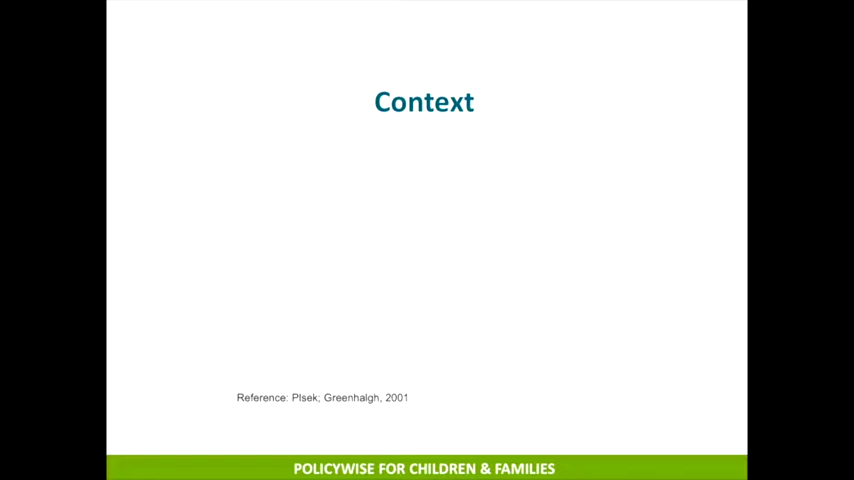 Context
Reference: Plsek; Greenhalgh, 2001
POLICYWISE FOR CHILDREN & FAMILIES